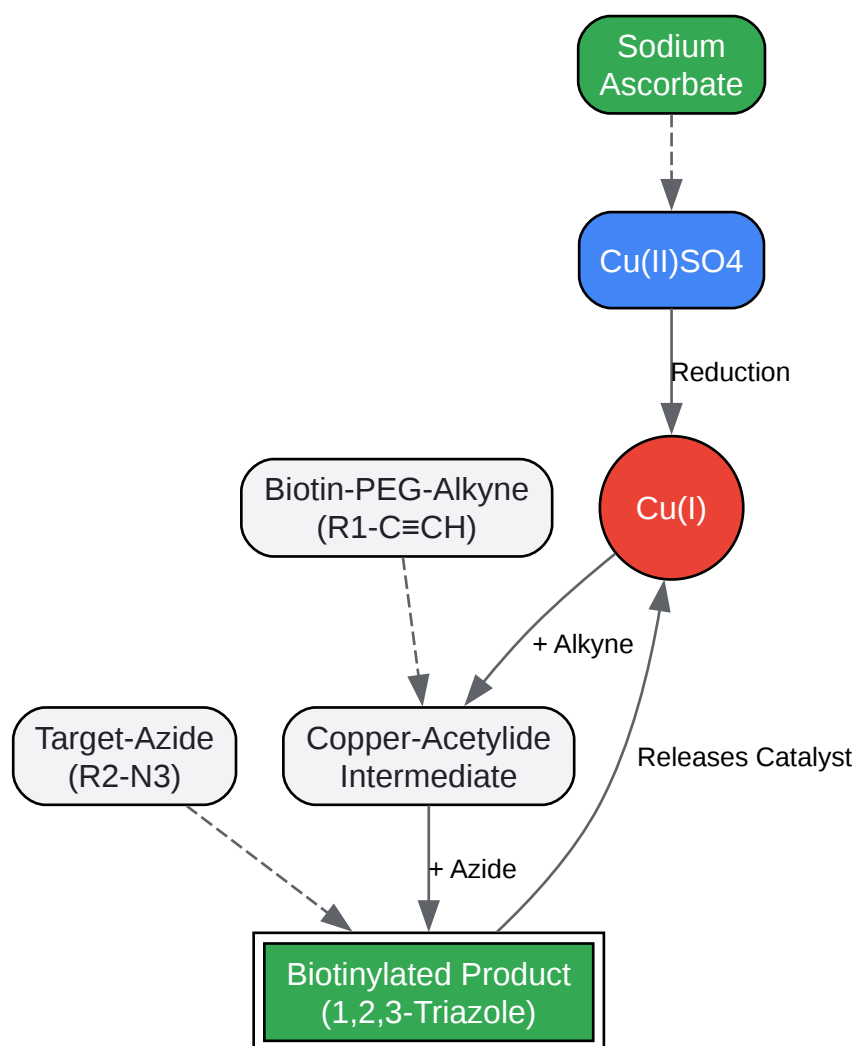 Sodium
Ascorbate
Cu(II)SO4
Reduction
Biotin-PEG-Alkyne
(R1-C≡CH)
Cu(I)
+ Alkyne
Target-Azide
(R2-N3)
Copper-Acetylide
Intermediate
Releases Catalyst
+ Azide
Biotinylated Product
(1,2,3-Triazole)